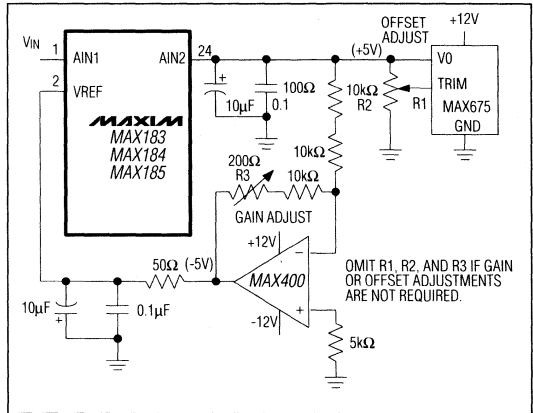 OFFSET
ADJUST
+12V
VIN
1
AIN1
AIN2
24
(+5V)
V0
2
VREF
TRIM
MAX675
GND
+
10µF
0.1
100Ω
10kΩ
R2
R1
MAXIM
MAX183
MAX184
MAX185
10kΩ
200Ω
R3
10kΩ
GAIN ADJUST
+12V
50Ω
(-5V)
MAX400
−
+
-12V
OMIT R1, R2, AND R3 IF GAIN
OR OFFSET ADJUSTMENTS
ARE NOT REQUIRED.
10µF
+
0.1µF
5kΩ